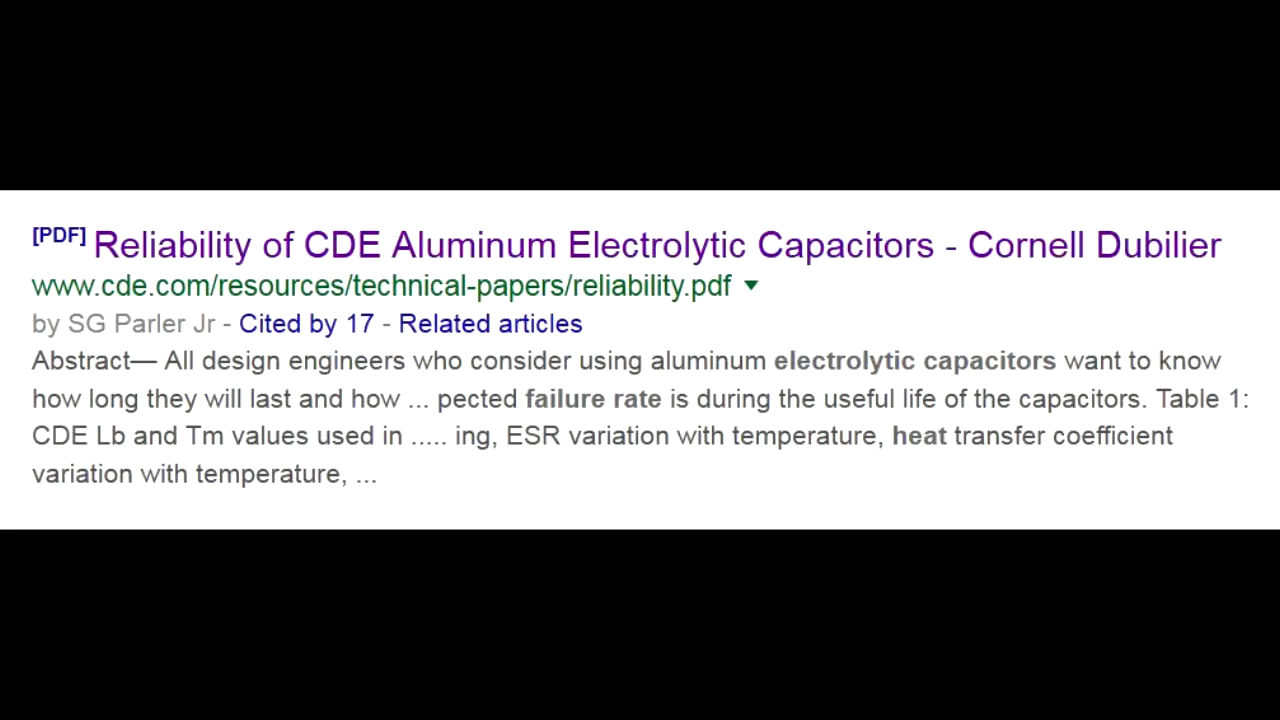 [PDF] Reliability of CDE Aluminum Electrolytic Capacitors - Cornell Dubilier
www.cde.com/resources/technical-papers/reliability.pdf
by SG Parler Jr - Cited by 17 - Related articles
Abstract— All design engineers who consider using aluminum electrolytic capacitors want to know
how long they will last and how ... pected failure rate is during the useful life of the capacitors. Table 1:
CDE Lb and Tm values used in ..... ing, ESR variation with temperature, heat transfer coefficient
variation with temperature, ...